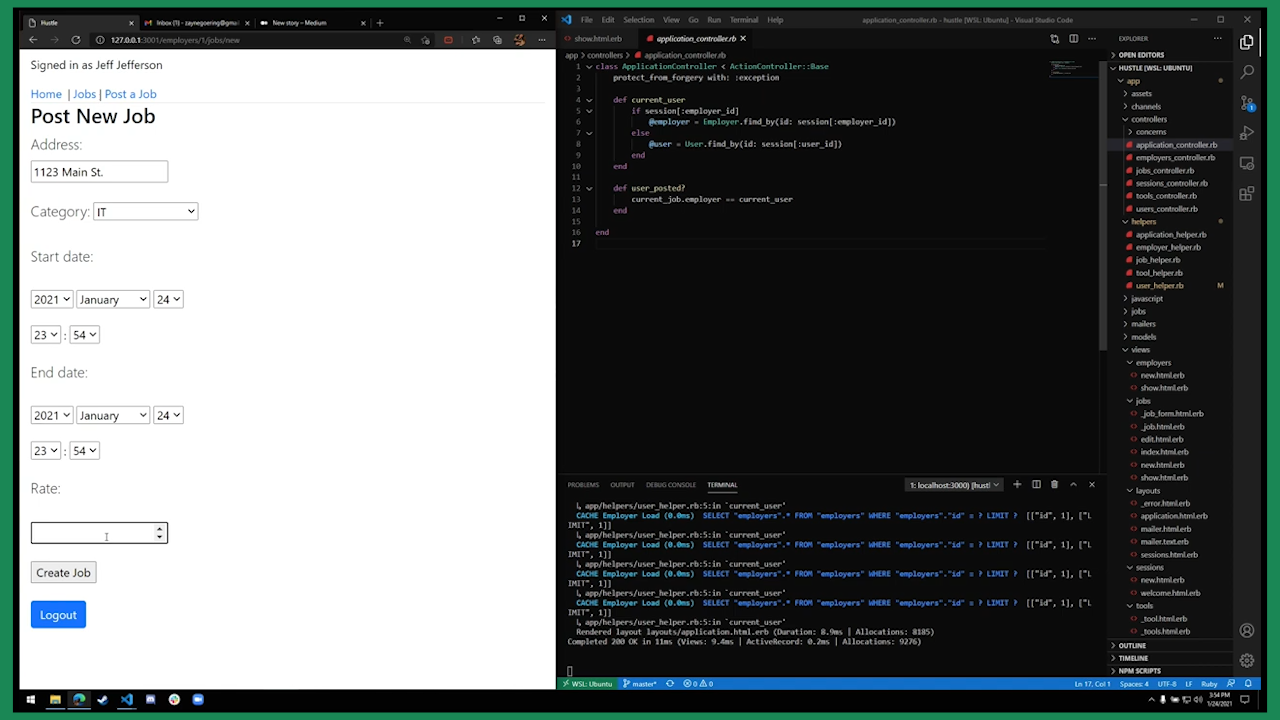 Hustle
Inbox (1) - zaynegoering@gmai
New story – Medium
127.0.0.1:3001/employers/1/jobs/new
Signed in as Jeff Jefferson
Home | Jobs | Post a Job
Post New Job
Address:
1123 Main St.
Category: IT
Start date:
2021 January 24
23 : 54
End date:
2021 January 24
23 : 54
Rate:
Create Job
Logout
File Edit Selection View Go Run Terminal Help
application_controller.rb - hustle [WSL: Ubuntu] - Visual Studio Code
show.html.erb
application_controller.rb
app > controllers > application_controller.rb
1 class ApplicationController < ActionController::Base
2 protect_from_forgery with: :exception
3
4 def current_user
5 if session[:employer_id]
6 @employer = Employer.find_by(id: session[:employer_id])
7 else
8 @user = User.find_by(id: session[:user_id])
9 end
10 end
11
12 def user_posted?
13 current_job.employer == current_user
14 end
15
16 end
17
PROBLEMS OUTPUT DEBUG CONSOLE TERMINAL
1: localhost:3000) [hustl
↳ app/helpers/user_helper.rb:5:in `current_user'
CACHE Employer Load (0.0ms) SELECT "employers".* FROM "employers" WHERE "employers"."id" = ? LIMIT ? [["id", 1], ["L
IMIT", 1]]
↳ app/helpers/user_helper.rb:5:in `current_user'
CACHE Employer Load (0.0ms) SELECT "employers".* FROM "employers" WHERE "employers"."id" = ? LIMIT ? [["id", 1], ["L
IMIT", 1]]
↳ app/helpers/user_helper.rb:5:in `current_user'
CACHE Employer Load (0.0ms) SELECT "employers".* FROM "employers" WHERE "employers"."id" = ? LIMIT ? [["id", 1], ["L
IMIT", 1]]
↳ app/helpers/user_helper.rb:5:in `current_user'
CACHE Employer Load (0.0ms) SELECT "employers".* FROM "employers" WHERE "employers"."id" = ? LIMIT ? [["id", 1], ["L
IMIT", 1]]
↳ app/helpers/user_helper.rb:5:in `current_user'
Rendered layout layouts/application.html.erb (Duration: 8.9ms | Allocations: 8185)
Completed 200 OK in 11ms (Views: 9.4ms | ActiveRecord: 0.2ms | Allocations: 9276)
EXPLORER
OPEN EDITORS
HUSTLE [WSL: UBUNTU]
app
assets
channels
controllers
concerns
application_controller.rb
employers_controller.rb
jobs_controller.rb
sessions_controller.rb
tools_controller.rb
users_controller.rb
helpers
application_helper.rb
employer_helper.rb
job_helper.rb
tool_helper.rb
user_helper.rb M
javascript
jobs
mailers
models
views
employers
new.html.erb
show.html.erb
jobs
_job_form.html.erb
_job.html.erb
edit.html.erb
index.html.erb
new.html.erb
show.html.erb
layouts
_error.html.erb
application.html.erb
mailer.html.erb
mailer.text.erb
sessions.html.erb
sessions
new.html.erb
welcome.html.erb
tools
_tool.html.erb
_tools.html.erb
OUTLINE
TIMELINE
NPM SCRIPTS
1
WSL: Ubuntu master* 0 0
Ln 17, Col 1 Spaces: 4 UTF-8 LF Ruby
3:54 PM
1/24/2021